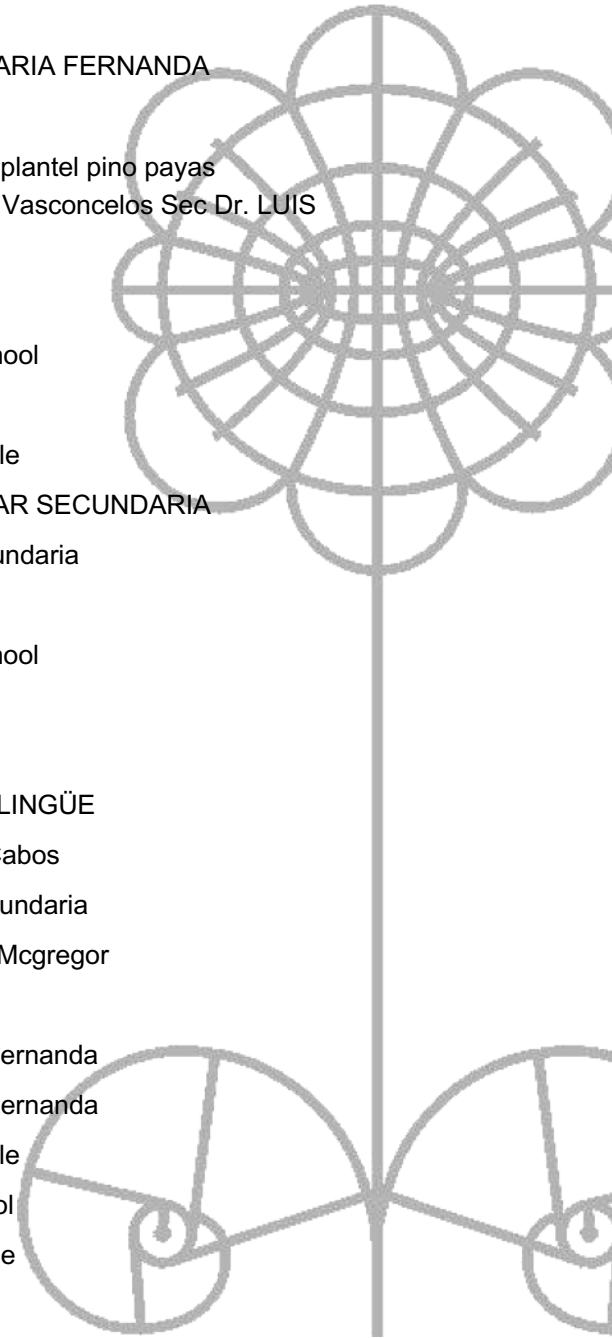 ARIA FERNANDA
plantel pino payas
Vasconcelos Sec Dr. LUIS
hool
le
AR SECUNDARIA
undaria
hool
LINGÜE
Cabos
undaria
Mcgregor
ernanda
ernanda
le
ol
e